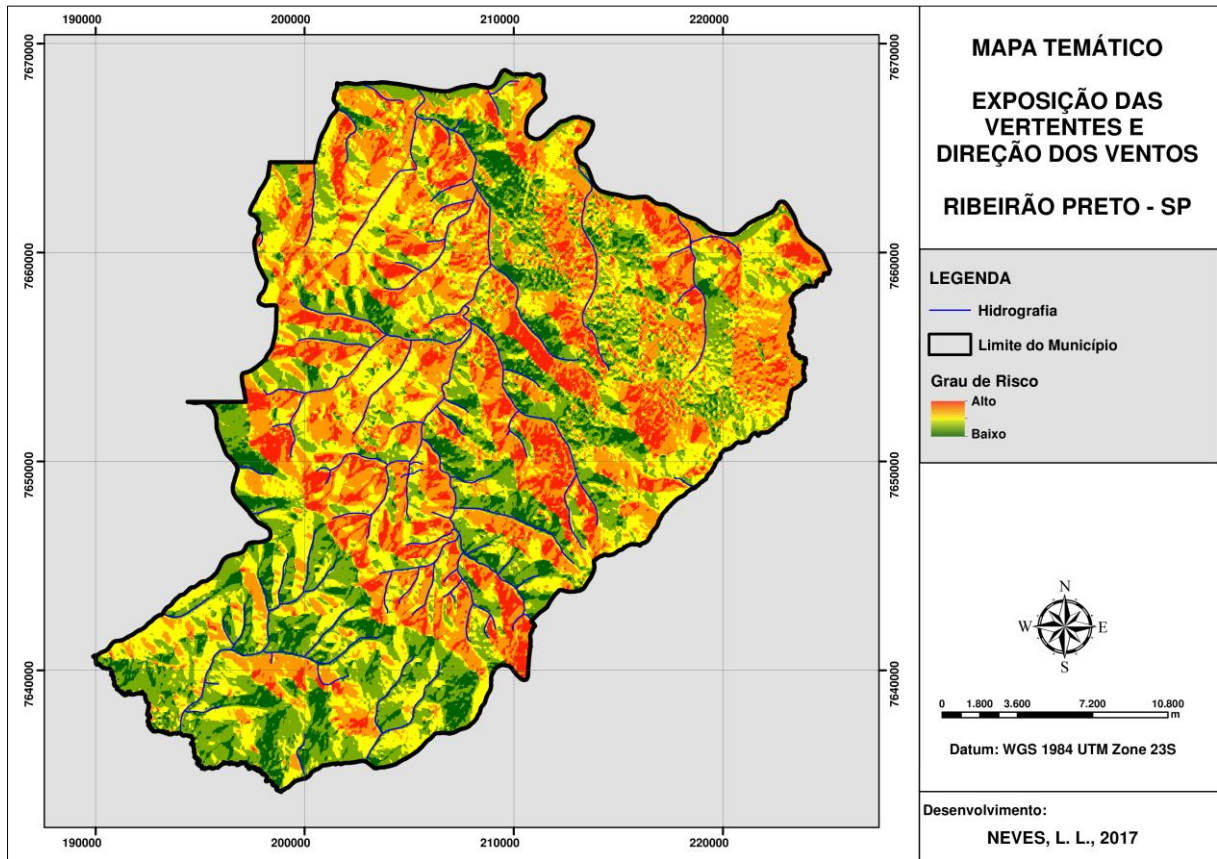 190000 200000 210000 220000
7670000 7670000
7660000 7660000
7650000 7650000
7640000 7640000
190000 200000 210000 220000
MAPA TEMÁTICO
EXPOSIÇÃO DAS
VERTENTES E
DIREÇÃO DOS VENTOS
RIBEIRÃO PRETO - SP
LEGENDA
Hidrografia
Limite do Município
Grau de Risco
Alto
Baixo
N
W E
S
0 1.800 3.600 7.200 10.800
m
Datum: WGS 1984 UTM Zone 23S
Desenvolvimento:
NEVES, L. L., 2017